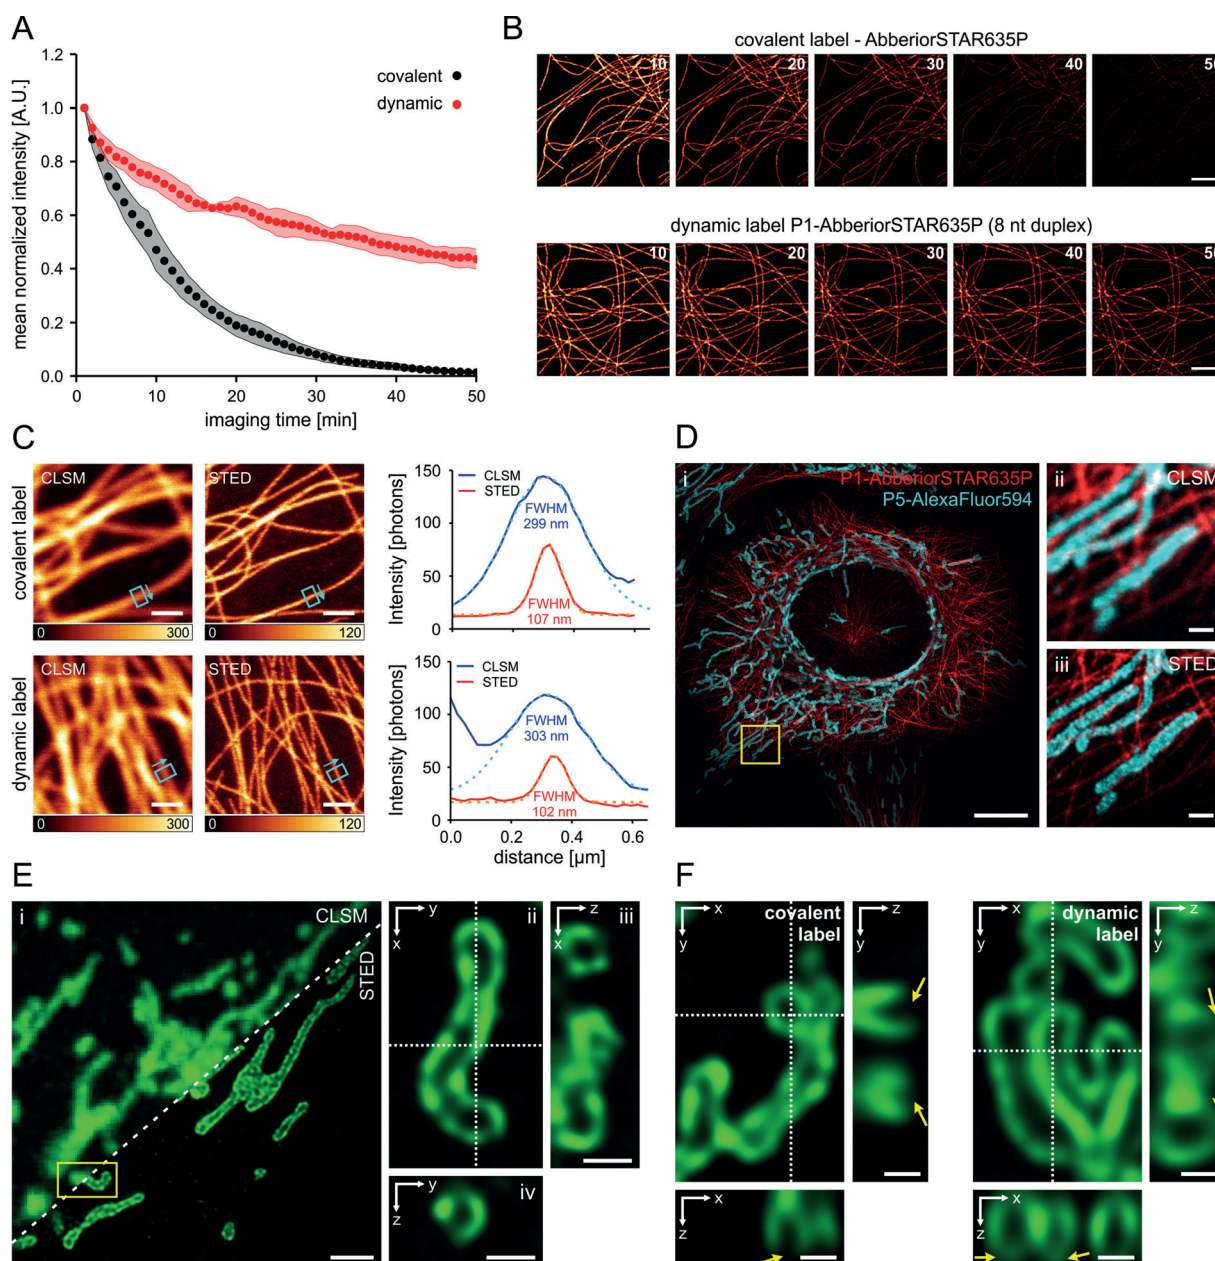 A
1.2
1.0
0.8
0.6
0.4
0.2
0.0
mean normalized intensity [A.U.]
covalent
dynamic
10
20
30
40
50
imaging time [min]
B
covalent label - AbberiorSTAR635P
10
20
30
40
50
dynamic label P1-AbberiorSTAR635P (8 nt duplex)
10
20
30
40
50
C
covalent label
CLSM
0 300
STED
0 120
150
100
50
0
Intensity [photons]
CLSM
STED
FWHM
299 nm
FWHM
107 nm
dynamic label
CLSM
0 300
STED
0 120
150
100
50
0
Intensity [photons]
CLSM
STED
FWHM
303 nm
FWHM
102 nm
0.0 0.2 0.4 0.6
distance [µm]
D
i
P1-AbberiorSTAR635P
P5-AlexaFluor594
ii
CLSM
iii
STED
E
i
CLSM
STED
y
x
ii
z
x
iii
y
z
iv
F
x
y
covalent
label
z
y
x
z
x
y
dynamic
label
z
y
x
z